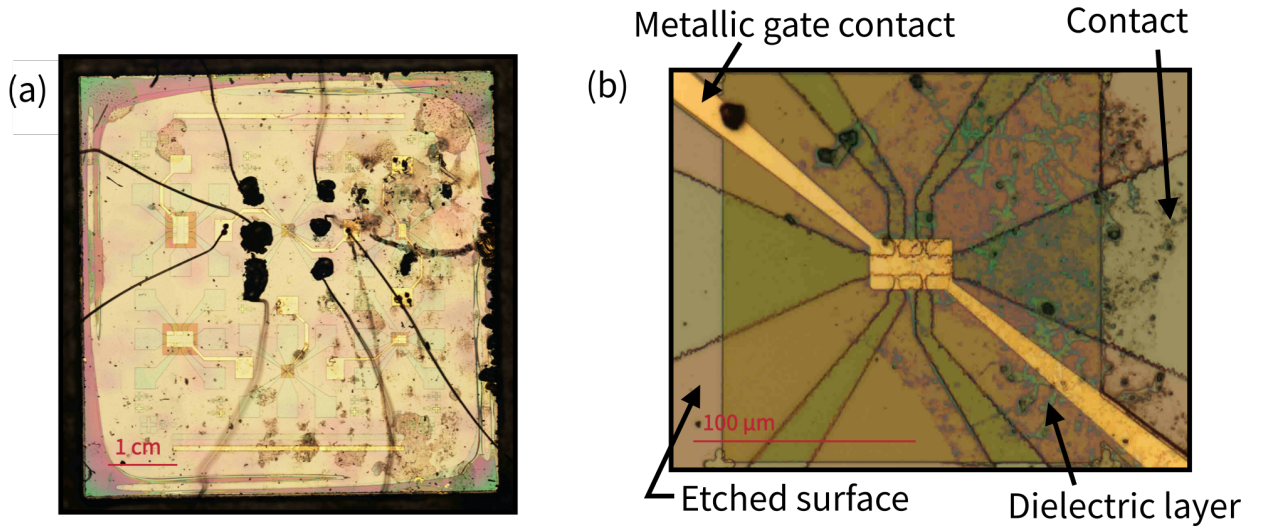 Metallic gate contact
Contact
(a)
(b)
1 cm
100 μm
Etched surface
Dielectric layer